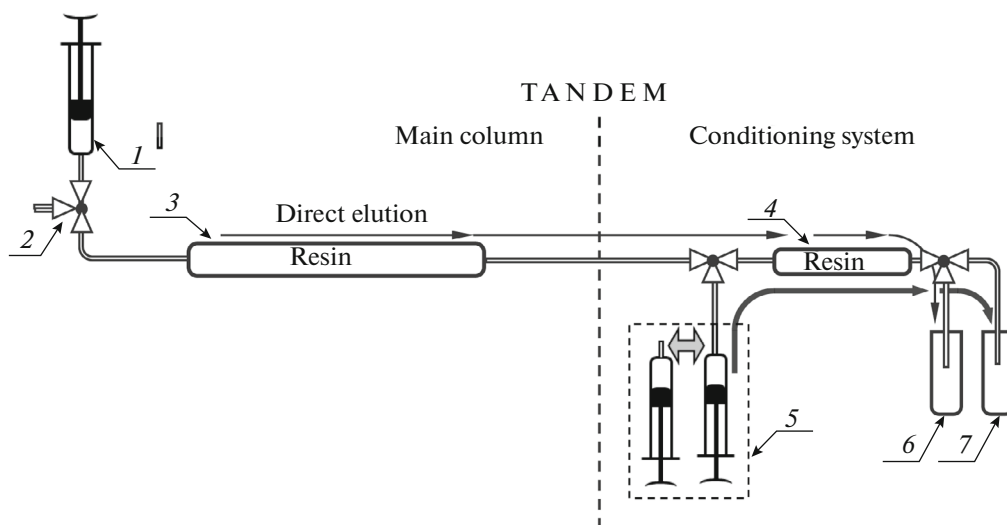 TANDEM
Main column
Conditioning system
1
2
3
Direct elution
4
Resin
Resin
5
6
7